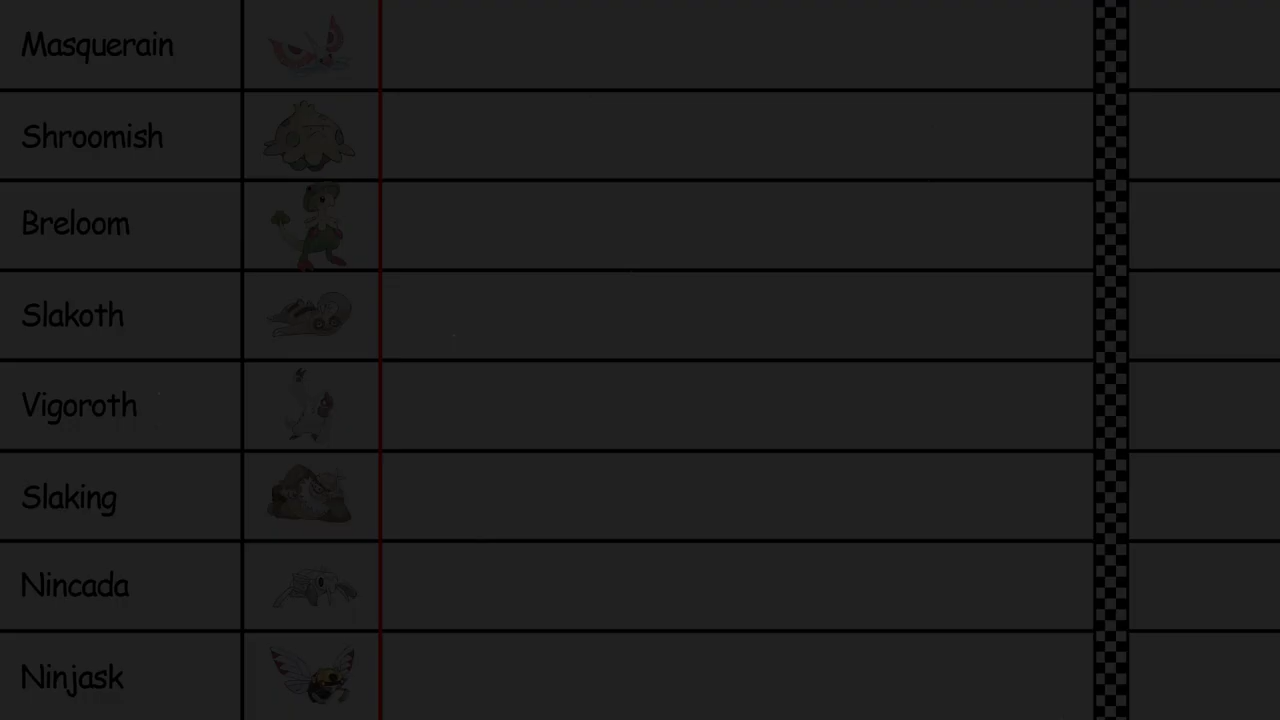 Masquerain
Shroomish
Breloom
Slakoth
Vigoroth
Slaking
Nincada
Ninjask